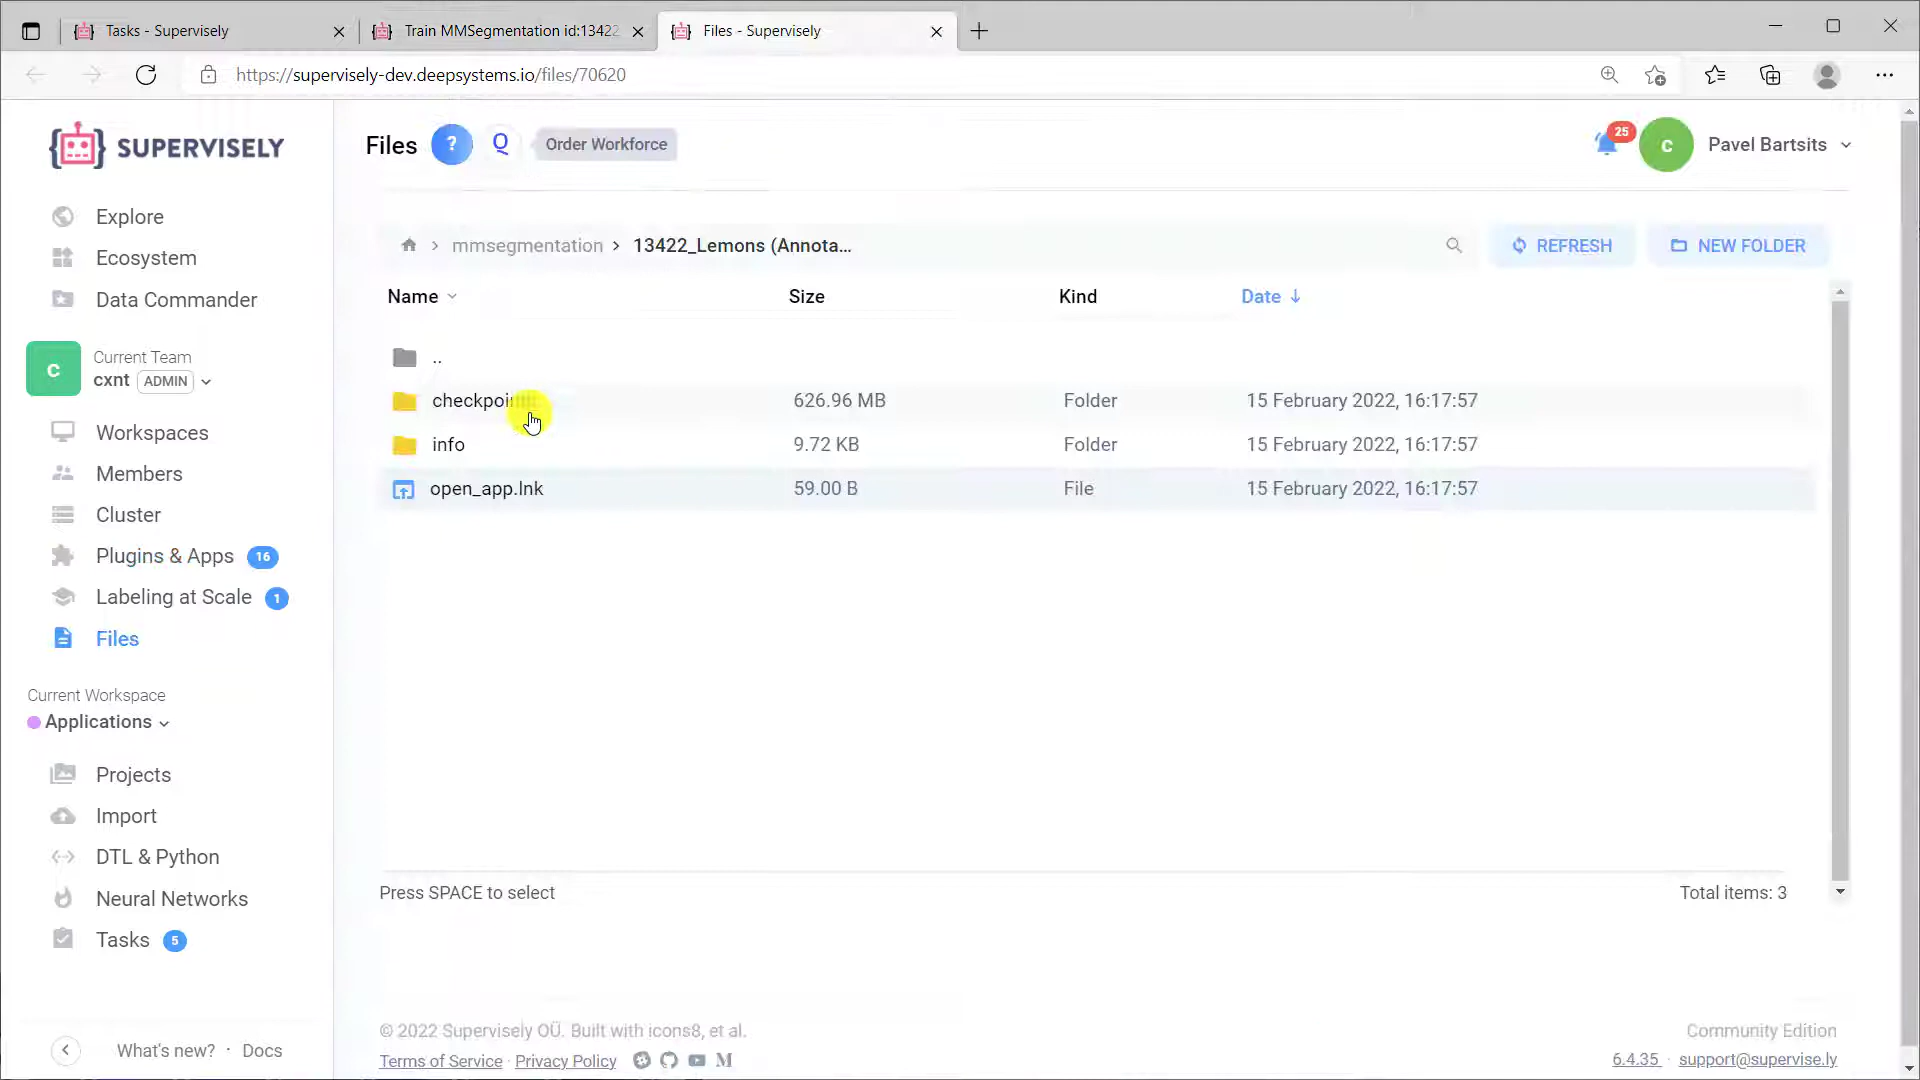 Tasks - Supervisely
Train MMSegmentation id:13422
Files - Supervisely
https://supervisely-dev.deepsystems.io/files/70620
SUPERVISELY
Explore
Ecosystem
Data Commander
C
Current Team
cxnt ADMIN
Workspaces
Members
Cluster
Plugins & Apps 16
Labeling at Scale 1
Files
Current Workspace
Applications
Projects
Import
DTL & Python
Neural Networks
Tasks 5
What's new? · Docs
Files ? Q Order Workforce
25
C
Pavel Bartsits
mmsegmentation > 13422_Lemons (Annota...
REFRESH
NEW FOLDER
Name Size Kind Date ↓
..
626.96 MB Folder 15 February 2022, 16:17:57
info 9.72 KB Folder 15 February 2022, 16:17:57
open_app.lnk 59.00 B File 15 February 2022, 16:17:57
Press SPACE to select
Total items: 3
© 2022 Supervisely OÜ. Built with icons8, et al.
Terms of Service · Privacy Policy
Community Edition
6.4.35 · support@supervise.ly